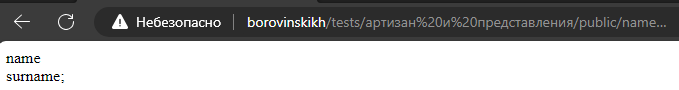 Небезопасно borovinskikh/tests/артизан%20и%20представления/public/name...
name
surname;